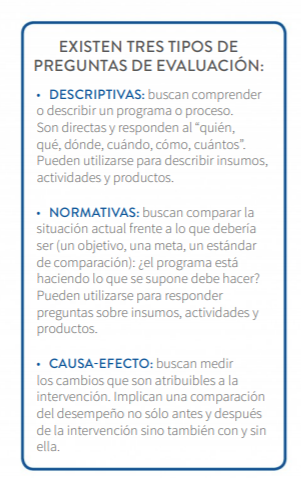 EXISTEN TRES TIPOS DE
PREGUNTAS DE EVALUACIÓN:
• DESCRIPTIVAS: buscan comprender
o describir un programa o proceso.
Son directas y responden al “quién,
qué, dónde, cuándo, cómo, cuántos”.
Pueden utilizarse para describir insumos,
actividades y productos.
• NORMATIVAS: buscan comparar la
situación actual frente a lo que debería
ser (un objetivo, una meta, un estándar
de comparación): ¿el programa está
haciendo lo que se supone debe hacer?
Pueden utilizarse para responder
preguntas sobre insumos, actividades y
productos.
• CAUSA-EFECTO: buscan medir
los cambios que son atribuibles a la
intervención. Implican una comparación
del desempeño no sólo antes y después
de la intervención sino también con y sin
ella.